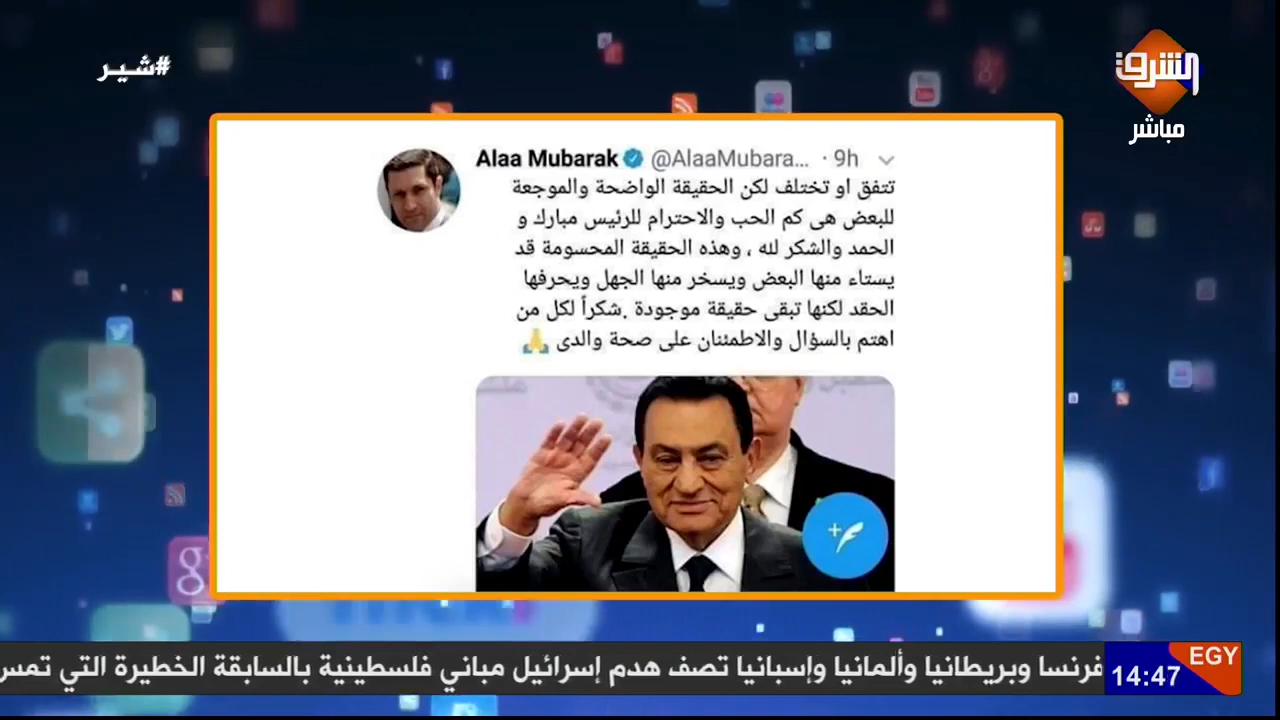 #شير
الشرق
مباشر
Alaa Mubarak @AlaaMubara... · 9h
تتفق او تختلف لكن الحقيقة الواضحة والموجعة
للبعض هى كم الحب والاحترام للرئيس مبارك و
الحمد والشكر لله ، وهذه الحقيقة المحسومة قد
يستاء منها البعض ويسخر منها الجهل ويحرفها
الحقد لكنها تبقى حقيقة موجودة .شكراً لكل من
اهتم بالسؤال والاطمئنان على صحة والدى 🙏
فرنسا وبريطانيا وألمانيا وإسبانيا تصف هدم إسرائيل مباني فلسطينية بالسابقة الخطيرة التي تمس
EGY
14:47